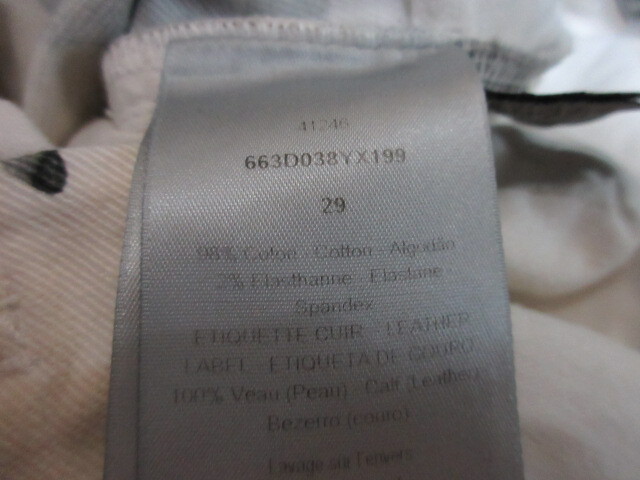 41246
663D038YX199
29
98% Coton - Cotton - Algodão
2% Elasthanne - Elastane -
Spandex
ETIQUETTE CUIR - LEATHER
LABEL - ETIQUETA DE COURO
100% Veau (Peau) - Calf (Leather)
Bezerro (couro)
Lavage sur l'envers